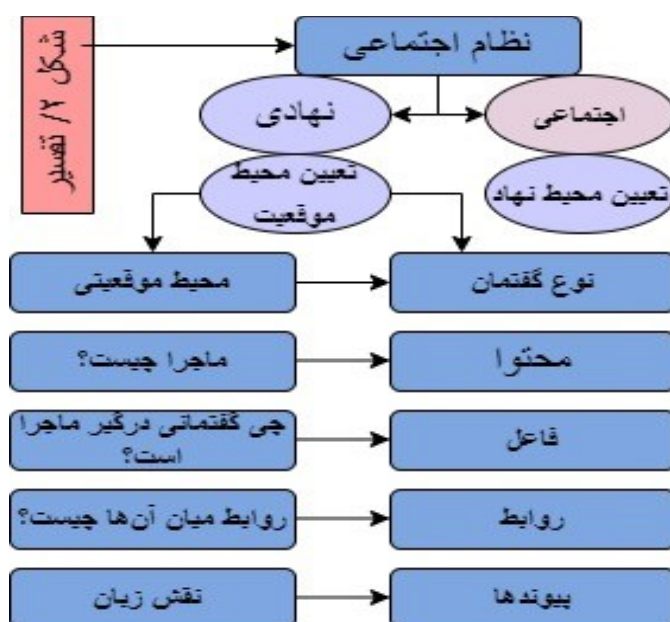 شکل ۲/ تفسیر
نظام اجتماعی
نهادی
اجتماعی
تعیین محیط
موقعیت
تعیین محیط نهاد
محیط موقعیتی
نوع گفتمان
ماجرا چیست؟
محتوا
چی گفتمانی درگیر ماجرا
است؟
فاعل
روابط میان آن‌ها چیست؟
روابط
نقش زبان
پیوندها